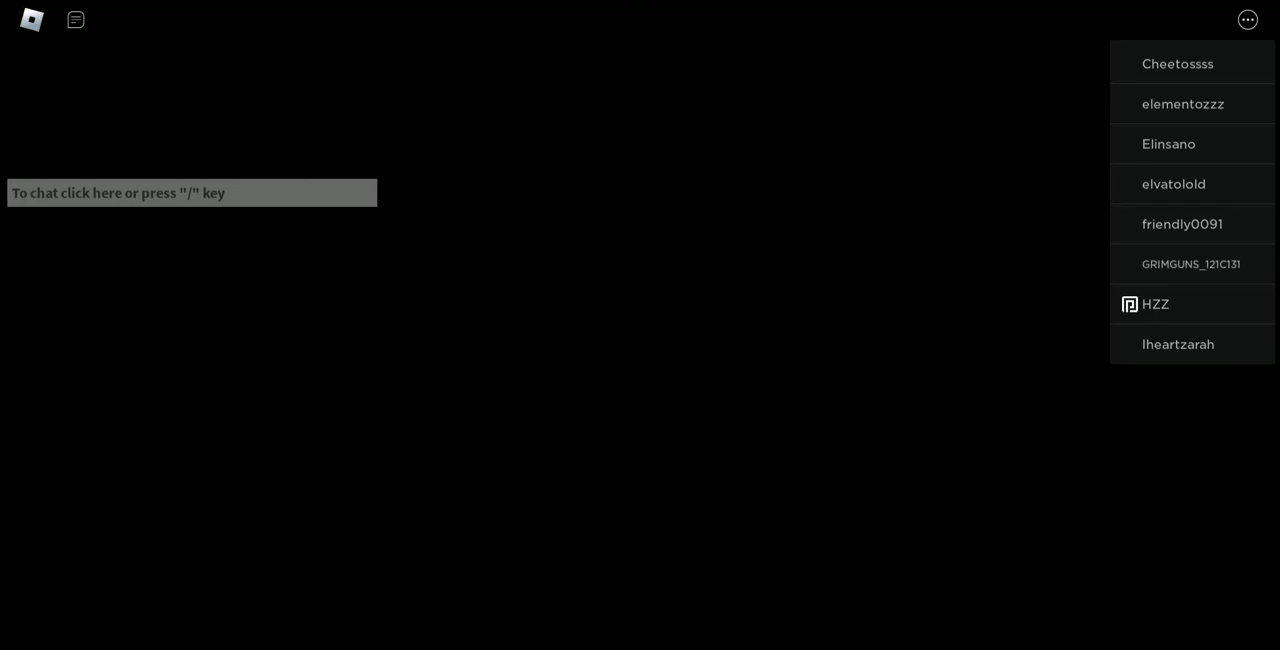 Cheetossss
elementozzz
Elinsano
To chat click here or press "/" key
elvatolold
friendly0091
GRIMGUNS_121C131
HZZ
Iheartzarah